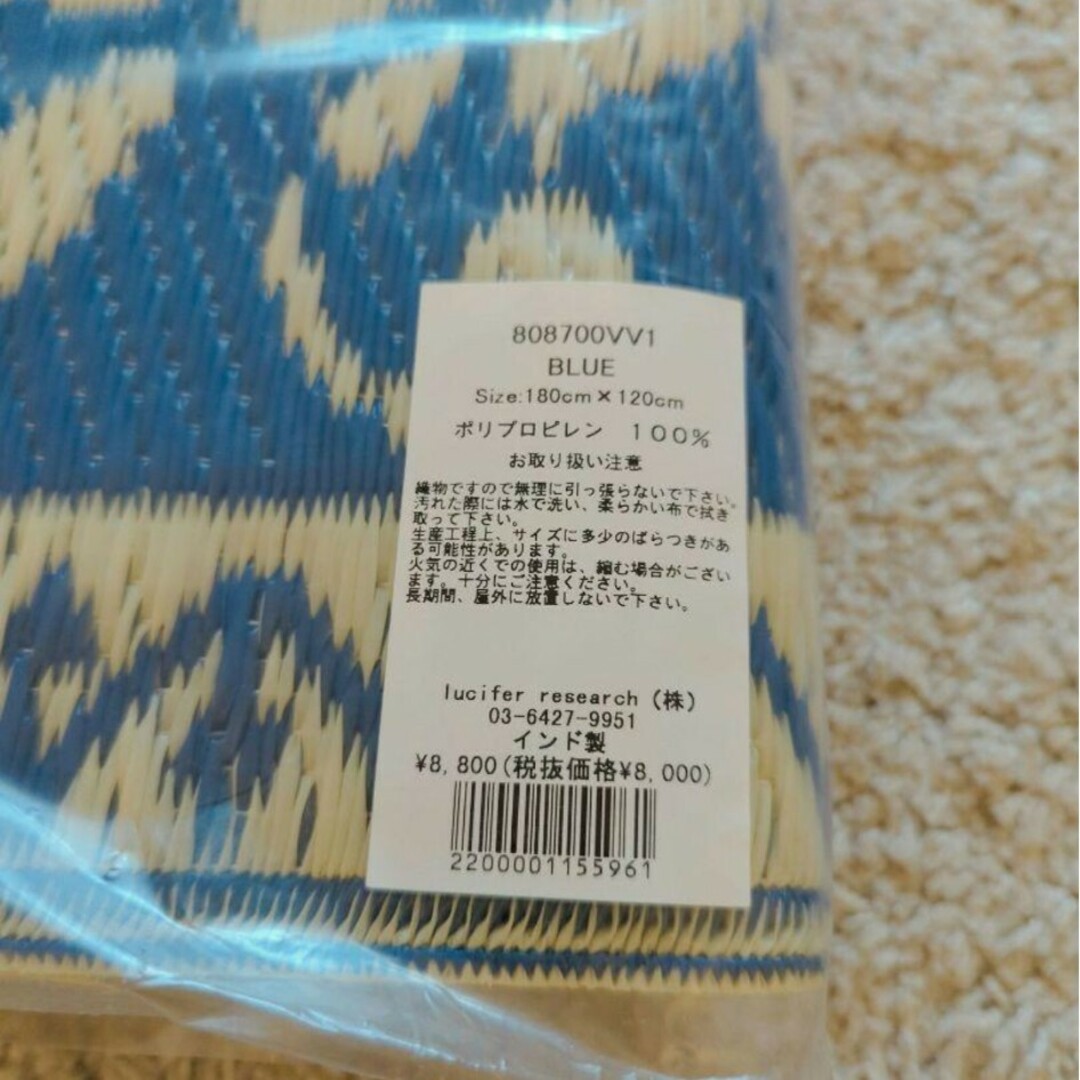 808700VV1
BLUE
Size:180cm×120cm
ポリプロピレン 100%
お取り扱い注意
織物ですので無理に引っ張らないで下さい。
汚れた際には水で洗い、柔らかい布で拭き
取って下さい。
生産工程上、サイズに多少のばらつきがあ
る可能性があります。
火気の近くでの使用は、縮む場合がござい
ます。十分にご注意ください。
長期間、屋外に放置しないで下さい。
lucifer research（株）
03-6427-9951
インド製
¥8,800(税抜価格¥8,000)
2200001155961